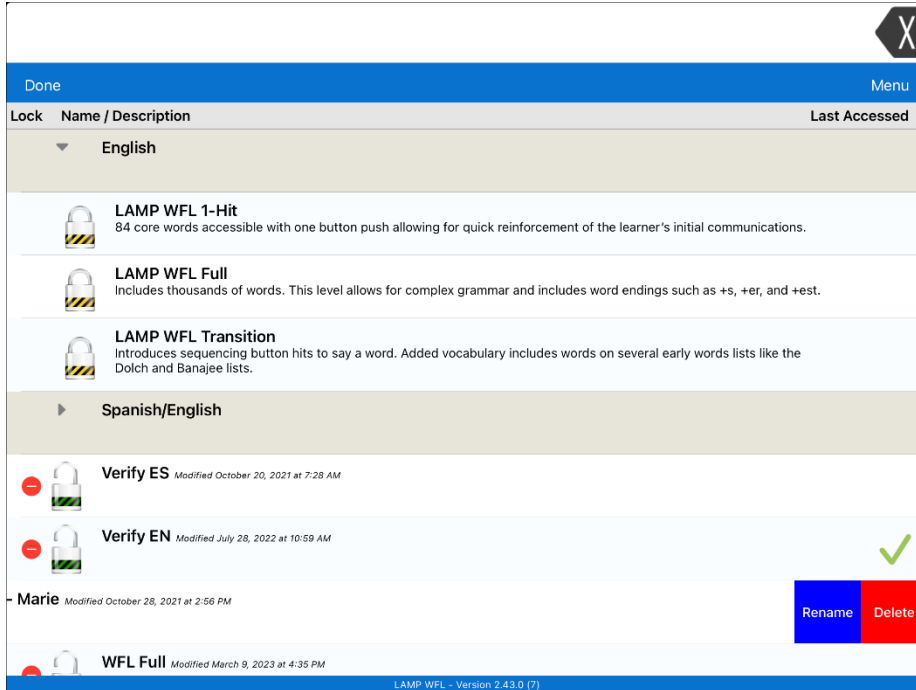 X
Done Menu
Lock Name / Description Last Accessed
English
LAMP WFL 1-Hit
84 core words accessible with one button push allowing for quick reinforcement of the learner's initial communications.
LAMP WFL Full
Includes thousands of words. This level allows for complex grammar and includes word endings such as +s, +er, and +est.
LAMP WFL Transition
Introduces sequencing button hits to say a word. Added vocabulary includes words on several early words lists like the
Dolch and Banajee lists.
Spanish/English
Verify ES Modified October 20, 2021 at 7:28 AM
Verify EN Modified July 28, 2022 at 10:59 AM
- Marie Modified October 28, 2021 at 2:56 PM
Rename Delete
WFL Full Modified March 9, 2023 at 4:35 PM
LAMP WFL - Version 2.43.0 (7)